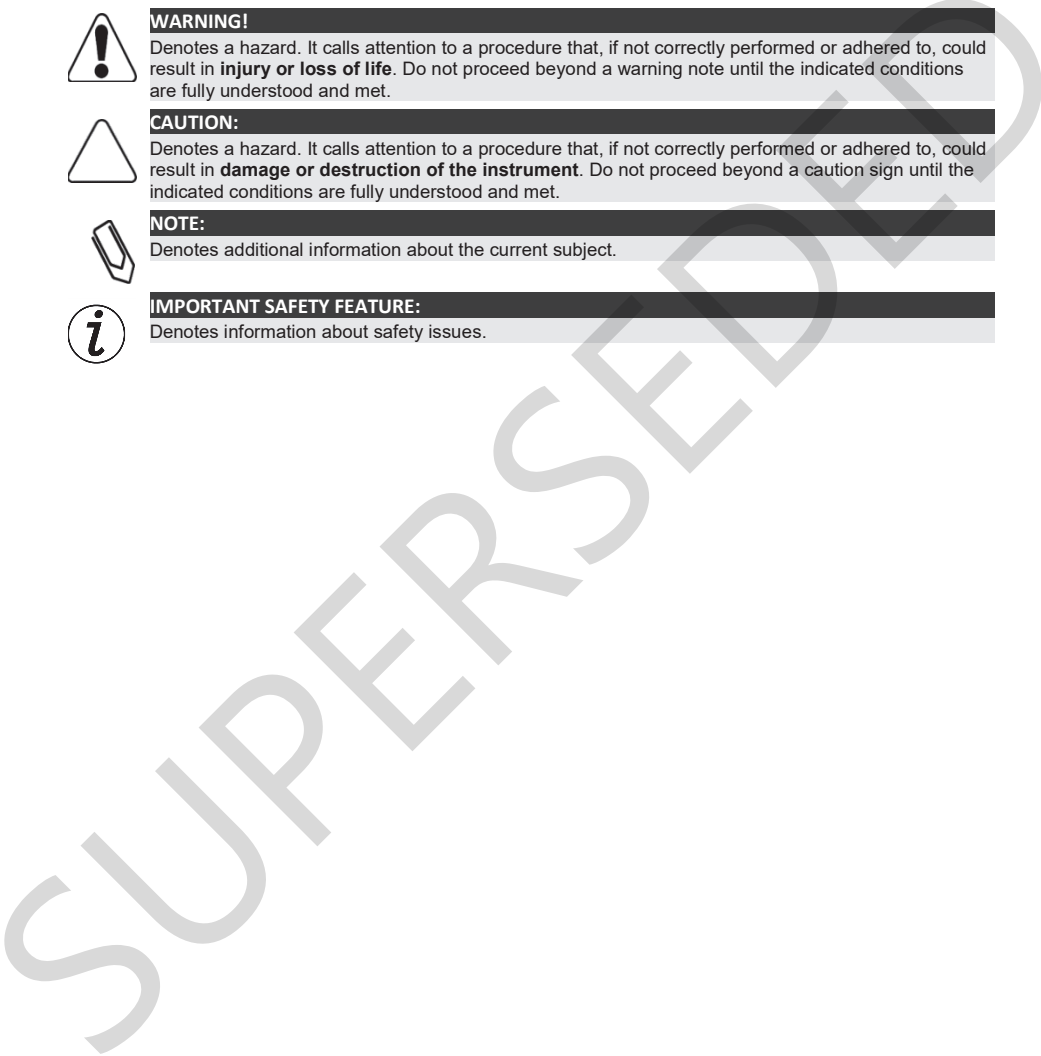 WARNING!
Denotes a hazard. It calls attention to a procedure that, if not correctly performed or adhered to, could
result in injury or loss of life. Do not proceed beyond a warning note until the indicated conditions
are fully understood and met.
CAUTION:
Denotes a hazard. It calls attention to a procedure that, if not correctly performed or adhered to, could
result in damage or destruction of the instrument. Do not proceed beyond a caution sign until the
indicated conditions are fully understood and met.
NOTE:
Denotes additional information about the current subject.
i
IMPORTANT SAFETY FEATURE:
Denotes information about safety issues.
SUPERSEDED